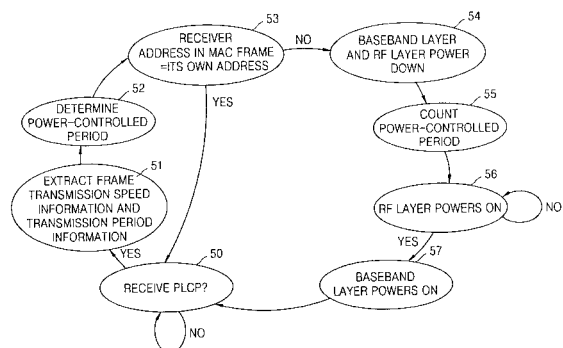 53
RECEIVER
ADDRESS IN MAC FRAME
=ITS OWN ADDRESS
NO
54
BASEBAND LAYER
AND RF LAYER POWER
DOWN
52
DETERMINE
POWER-CONTROLLED
PERIOD
YES
55
COUNT
POWER-CONTROLLED
PERIOD
51
EXTRACT FRAME
TRANSMISSION SPEED
INFORMATION AND
TRANSMISSION PERIOD
INFORMATION
56
RF LAYER POWERS ON
NO
YES
YES
50
RECEIVE PLCP?
57
BASEBAND
LAYER POWERS ON
NO